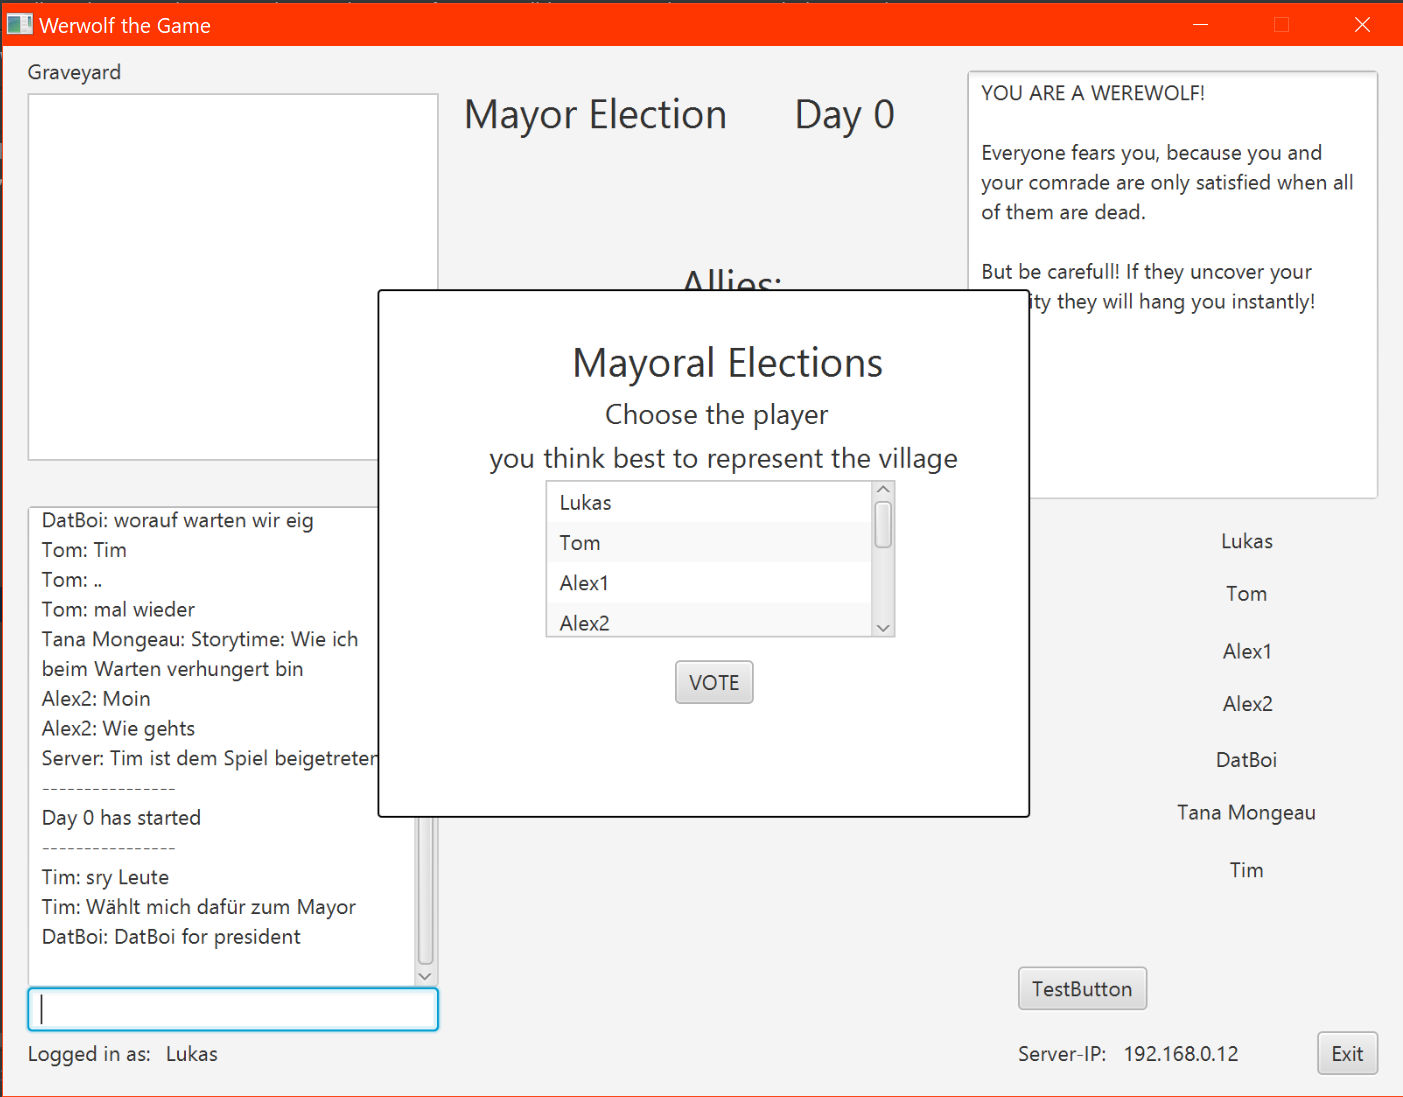 Werwolf the Game
Graveyard
Mayor Election
Day 0
YOU ARE A WEREWOLF!
Everyone fears you, because you and
your comrade are only satisfied when all
of them are dead.
But be carefull! If they uncover your
they will hang you instantly!
Allies:
Mayoral Elections
Choose the player
you think best to represent the village
Lukas
Tom
Alex1
Alex2
VOTE
DatBoi: worauf warten wir eig
Tom: Tim
Tom: ..
Tom: mal wieder
Tana Mongeau: Storytime: Wie ich
beim Warten verhungert bin
Alex2: Moin
Alex2: Wie gehts
Server: Tim ist dem Spiel beigetreten
----------------
Day 0 has started
----------------
Tim: sry Leute
Tim: Wählt mich dafür zum Mayor
DatBoi: DatBoi for president
Lukas
Tom
Alex1
Alex2
DatBoi
Tana Mongeau
Tim
TestButton
Logged in as: Lukas
Server-IP: 192.168.0.12
Exit